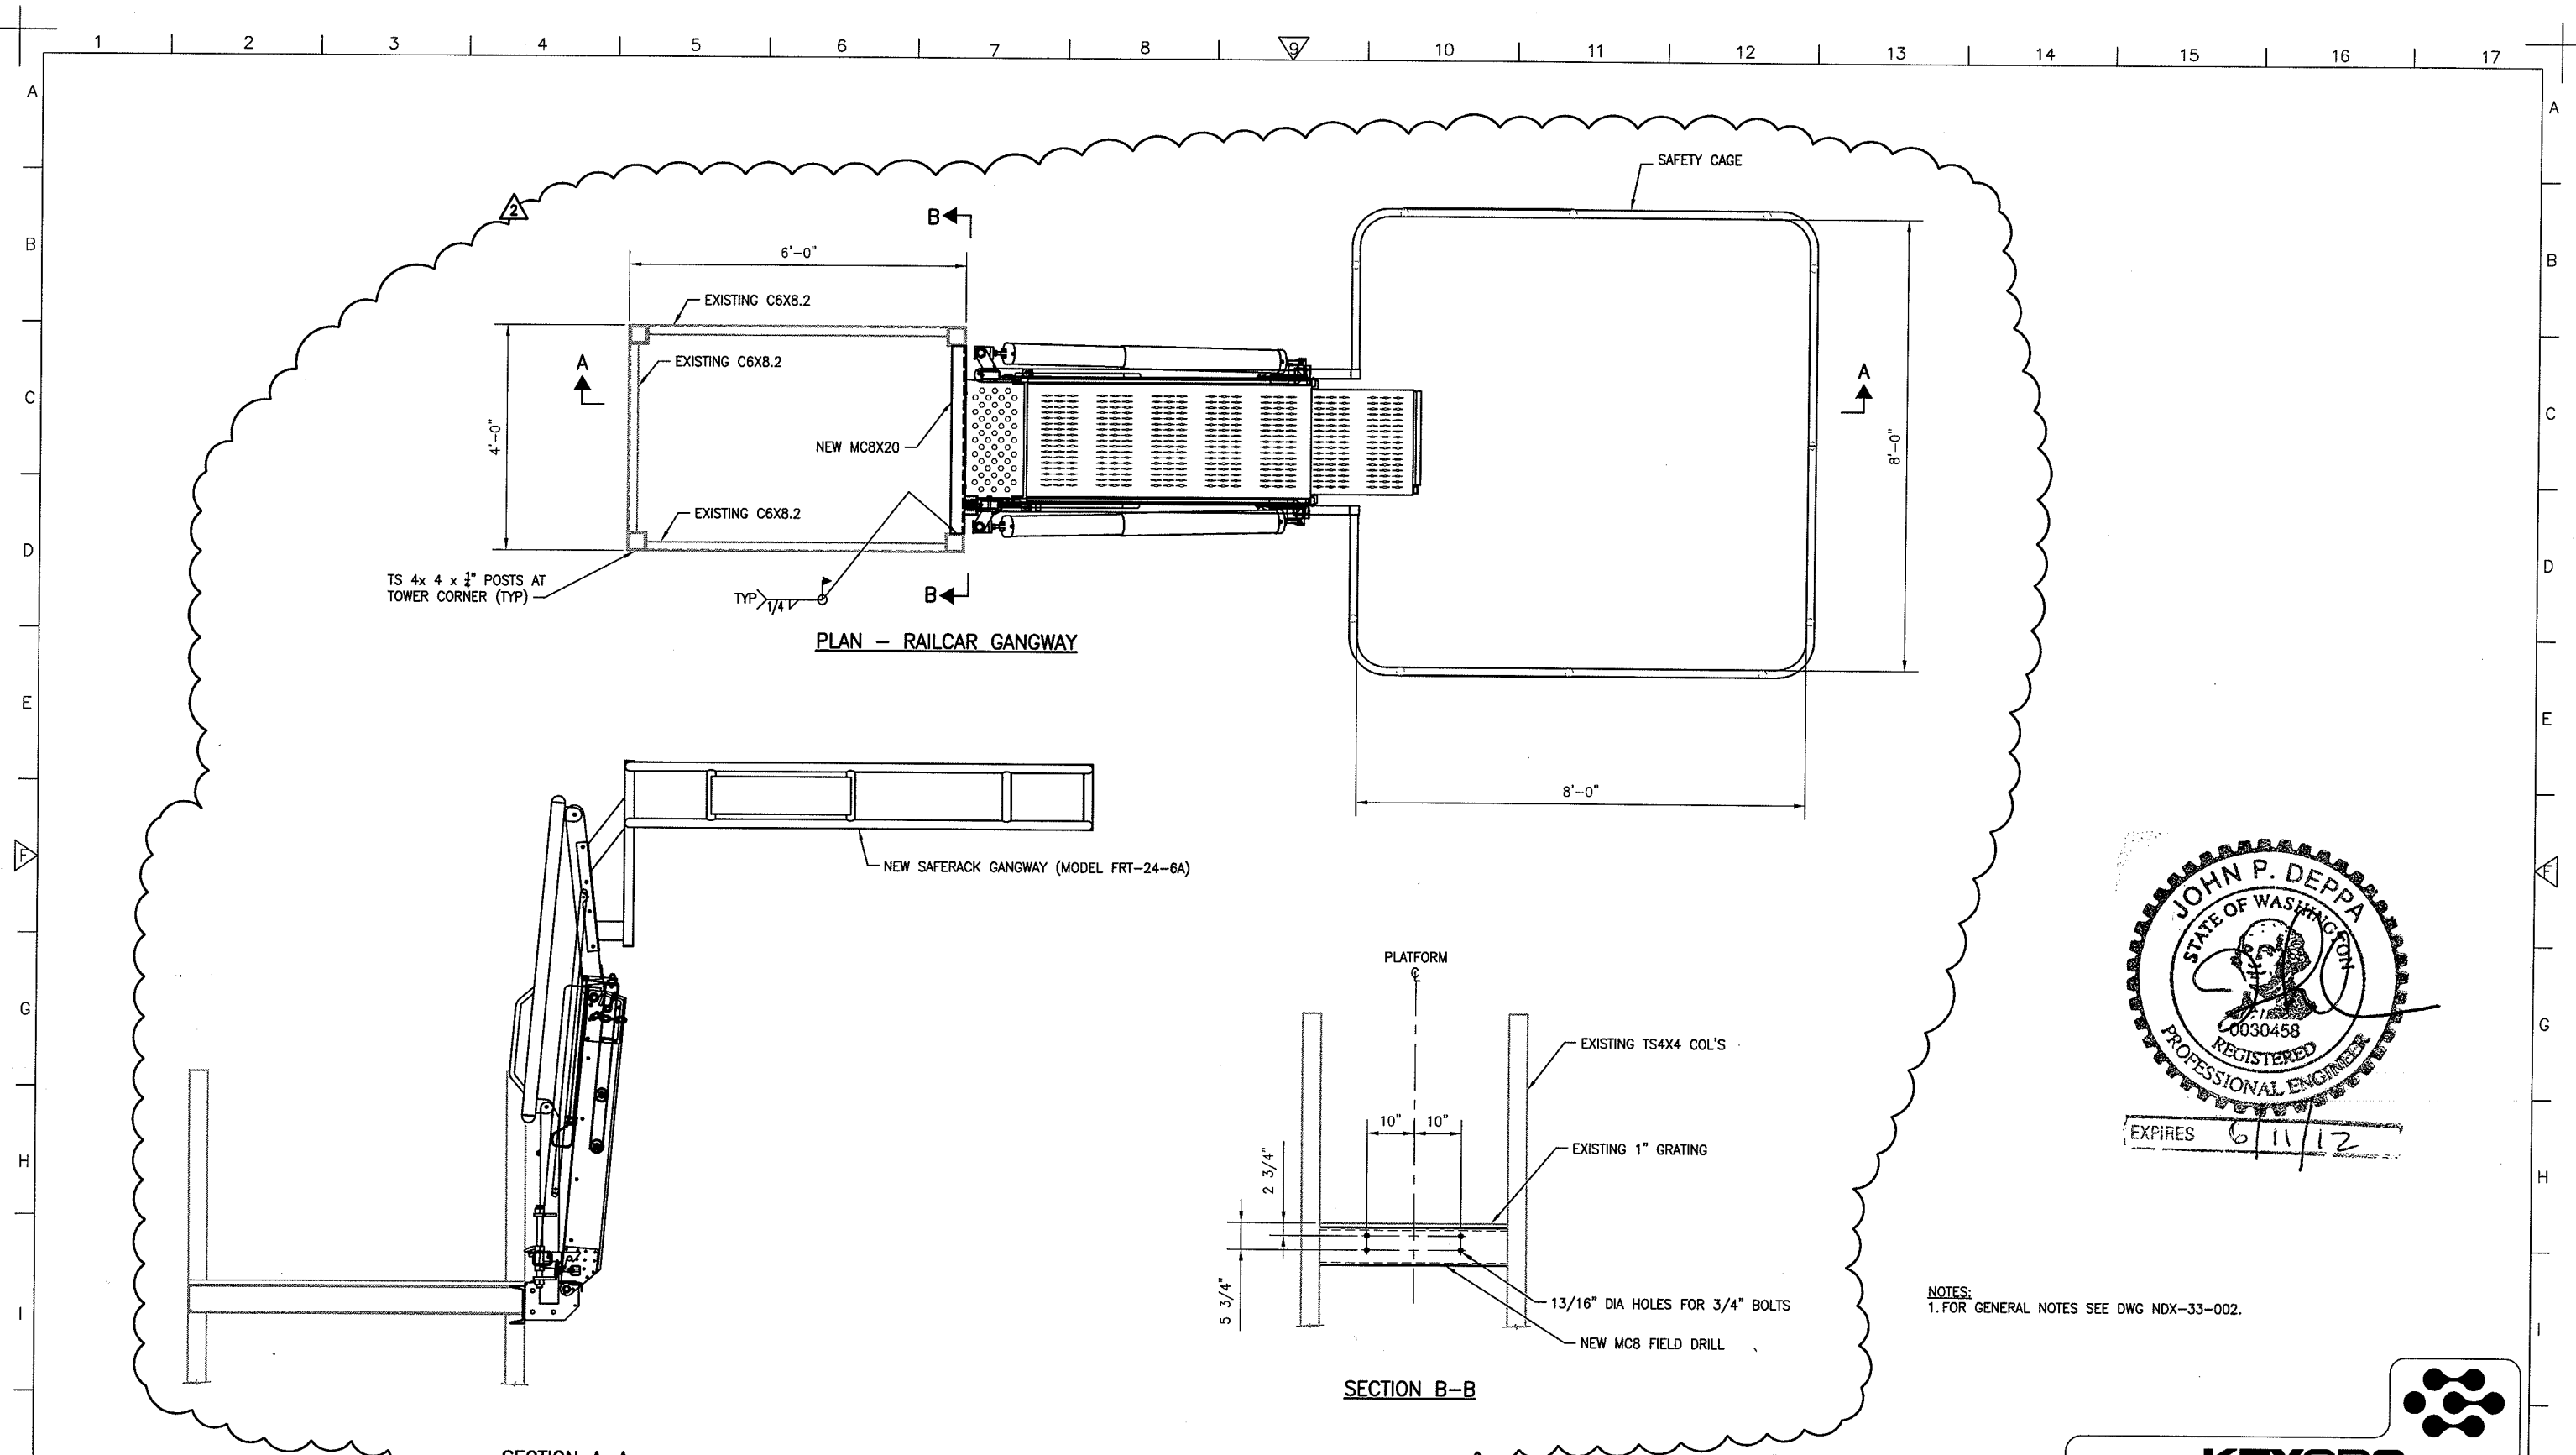 1 2 3 4 5 6 7 8 9 10 11 12 13 14 15 16 17
A A
SAFETY CAGE
2
B B
B
6'-0"
EXISTING C6X8.2
A
EXISTING C6X8.2
A
C C
4'-0"
NEW MC8X20
8'-0"
EXISTING C6X8.2
D D
TS 4x 4 x 1/4" POSTS AT
TOWER CORNER (TYP)
TYP 1/4
B
PLAN - RAILCAR GANGWAY
E E
8'-0"
F F
NEW SAFERACK GANGWAY (MODEL FRT-24-6A)
JOHN P. DEPPA
STATE OF WASHINGTON
0030458
REGISTERED
PROFESSIONAL ENGINEER
EXPIRES 6/11/12
PLATFORM
℄
G G
EXISTING TS4X4 COL'S
10" 10"
EXISTING 1" GRATING
H H
2 3/4"
5 3/4"
13/16" DIA HOLES FOR 3/4" BOLTS
NEW MC8 FIELD DRILL
I I
NOTES:
1.FOR GENERAL NOTES SEE DWG NDX-33-002.
SECTION B-B
SECTION A-A